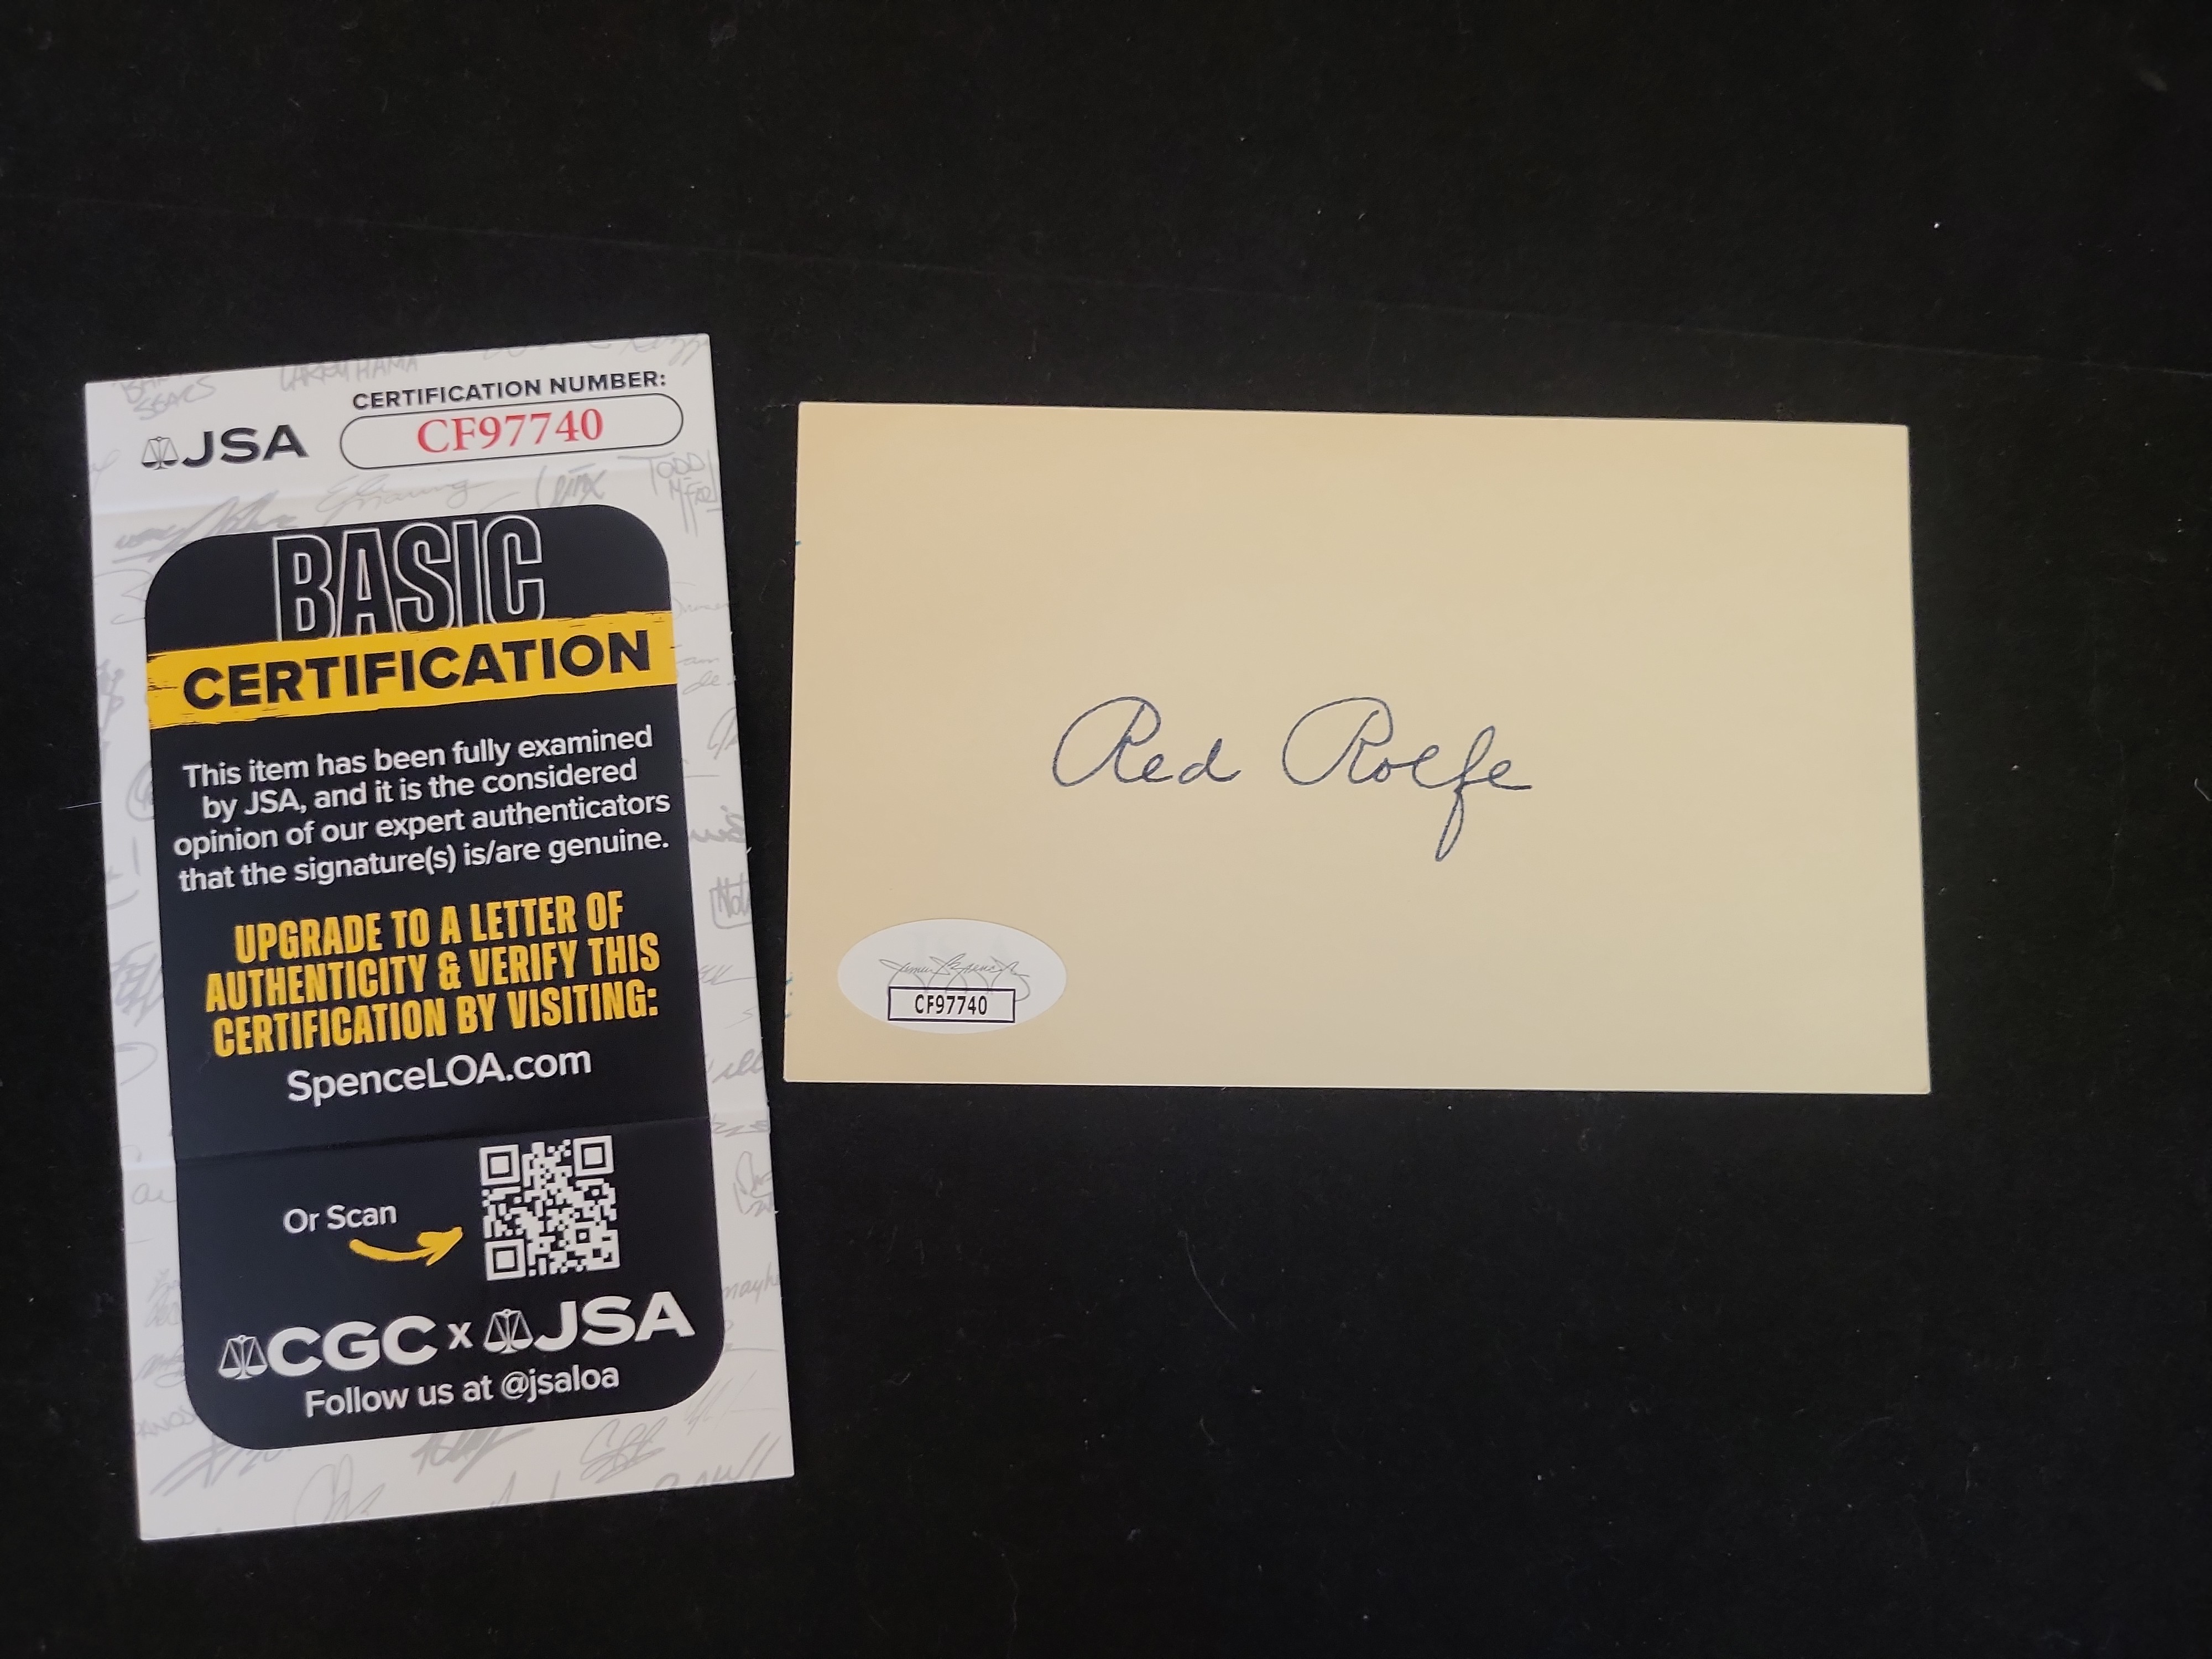 CERTIFICATION NUMBER:
JSA
CF97740
BASIC
CERTIFICATION
This item has been fully examined
by JSA, and it is the considered
opinion of our expert authenticators
that the signature(s) is/are genuine.
UPGRADE TO A LETTER OF
AUTHENTICITY & VERIFY THIS
CERTIFICATION BY VISITING:
SpenceLOA.com
Or Scan
CGC x JSA
Follow us at @jsaloa
Red Rolfe
CF97740